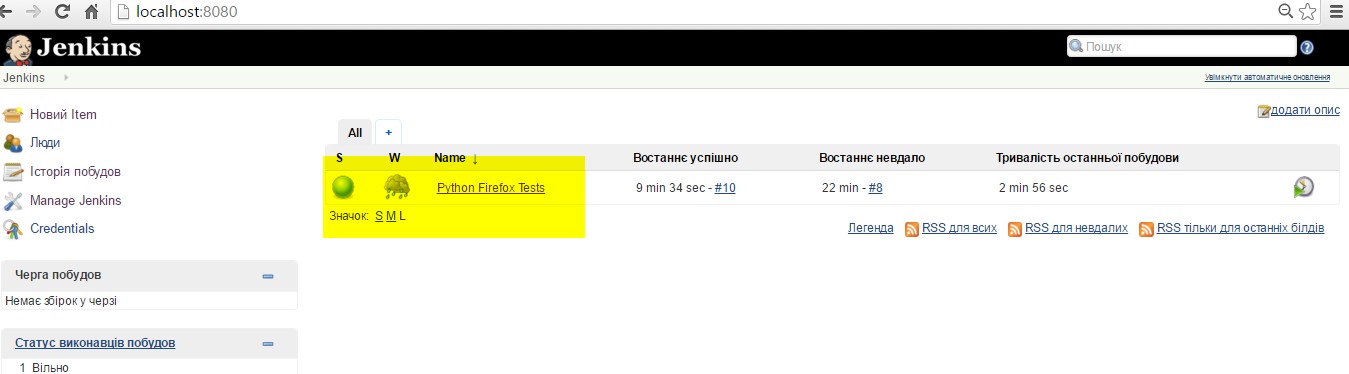 localhost:8080
Jenkins
Пошук
Jenkins
Увімкнути автоматичне оновлення
Новий Item
Люди
Історія побудов
Manage Jenkins
Credentials
додати опис
All +
S W Name ↓ Востаннє успішно Востаннє невдало Тривалість останньої побудови
Python Firefox Tests 9 min 34 sec - #10 22 min - #8 2 min 56 sec
Значок: S M L
Легенда RSS для всих RSS для невдалих RSS тільки для останніх білдів
Черга побудов
Немає збірок у черзі
Статус виконавців побудов
1 Вільно